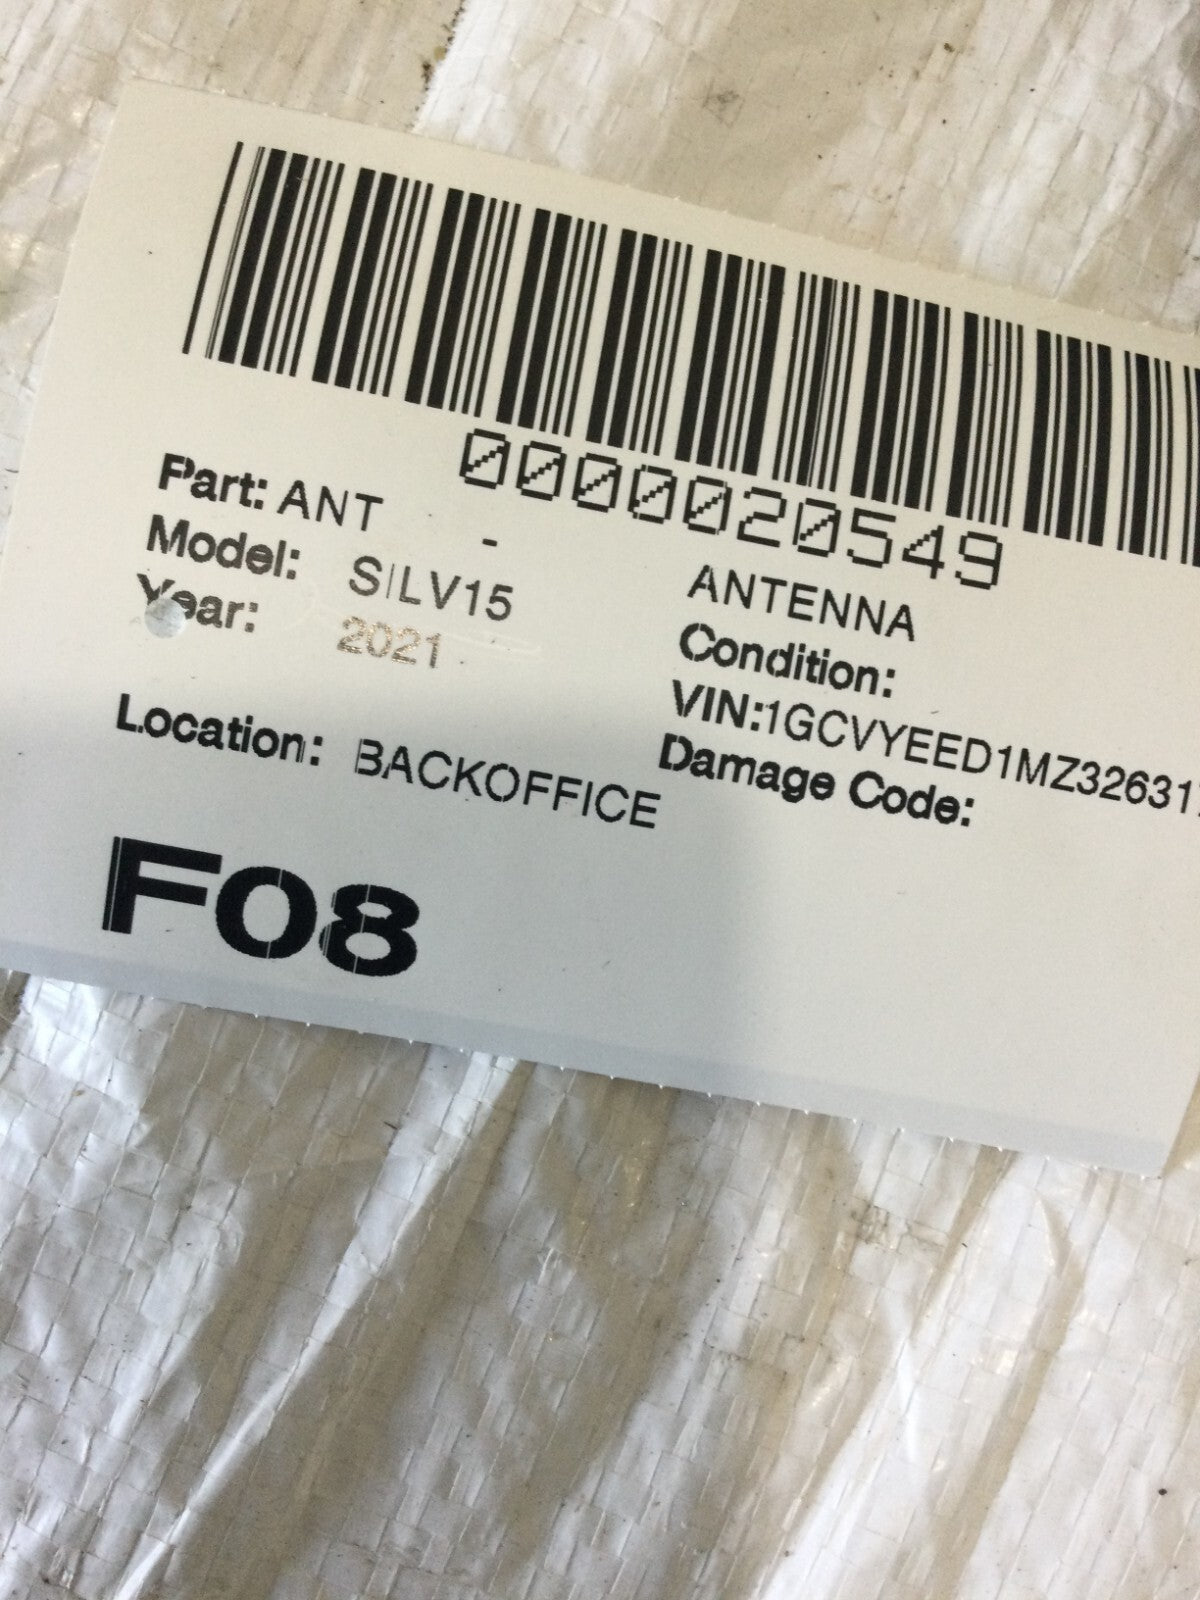 0000020549
Part: ANT -
Model: SILV15
Year: 2021
ANTENNA
Condition:
VIN:1GCVYEED1MZ32631
Damage Code:
Location: BACKOFFICE
F08